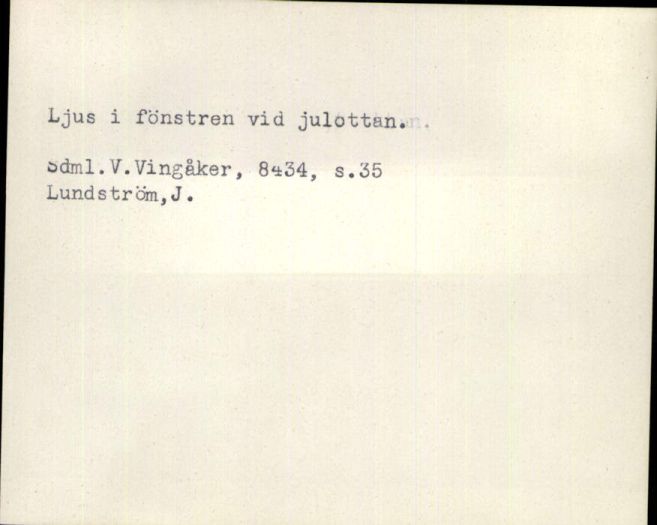 Ljus i fönstren vid julottan.
Sdml.V.Vingåker, 8434, s.35
Lundström,J.